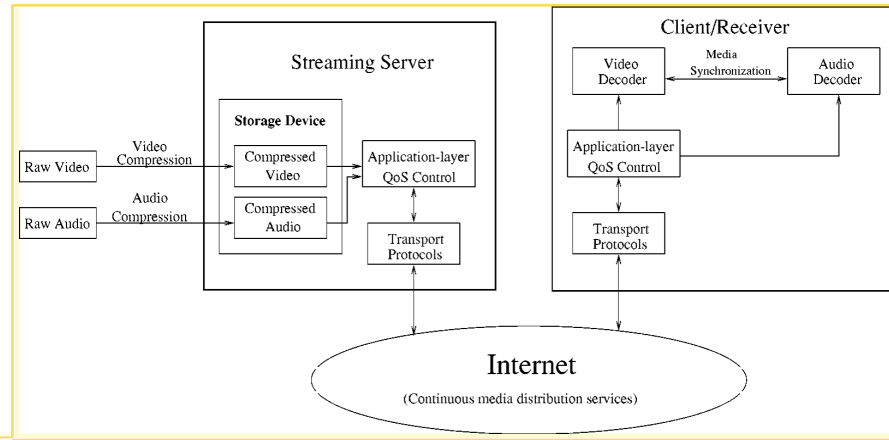 Streaming Server
Storage Device
Raw Video
Video
Compression
Compressed
Video
Application-layer
QoS Control
Raw Audio
Audio
Compression
Compressed
Audio
Transport
Protocols
Client/Receiver
Video
Decoder
Media
Synchronization
Audio
Decoder
Application-layer
QoS Control
Transport
Protocols
Internet
(Continuous media distribution services)